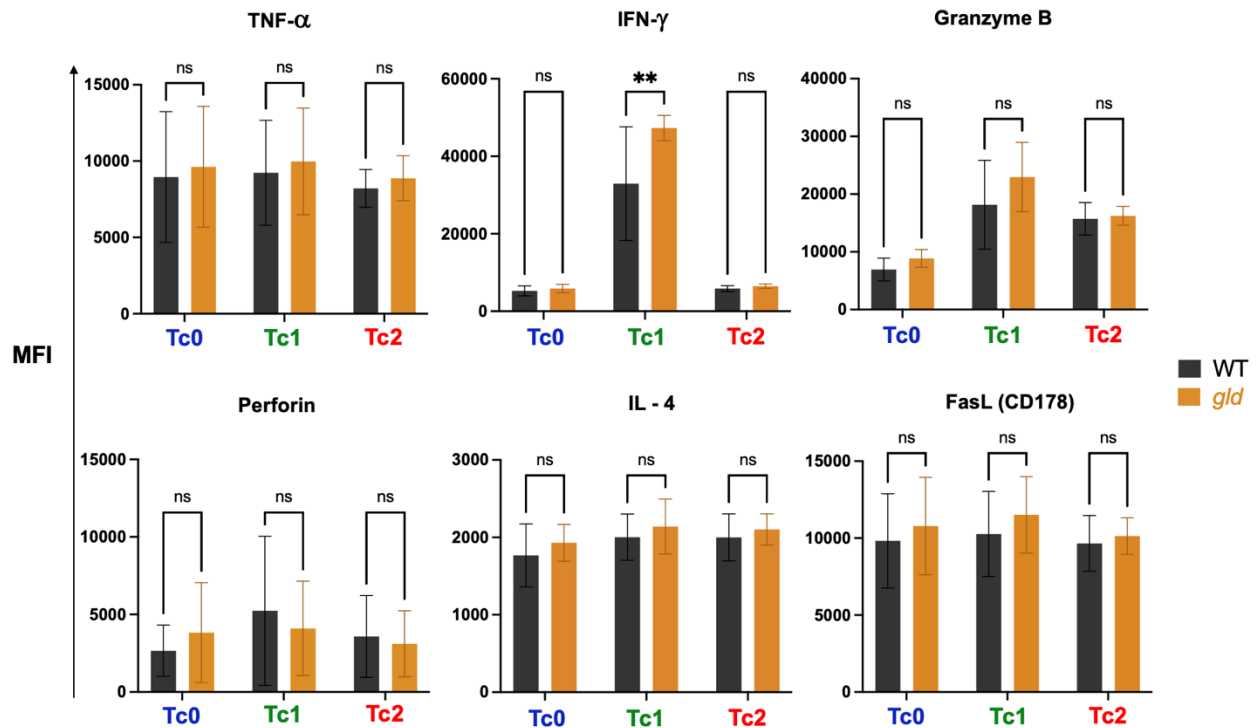 TNF-α
IFN-γ
Granzyme B
ns ns ns
15000
10000
5000
0
Tc0 Tc1 Tc2
ns ** ns
60000
40000
20000
0
Tc0 Tc1 Tc2
ns ns ns
40000
30000
20000
10000
0
Tc0 Tc1 Tc2
MFI
WT
gld
Perforin
IL - 4
FasL (CD178)
ns ns ns
15000
10000
5000
0
Tc0 Tc1 Tc2
ns ns ns
3000
2000
1000
0
Tc0 Tc1 Tc2
ns ns ns
15000
10000
5000
0
Tc0 Tc1 Tc2